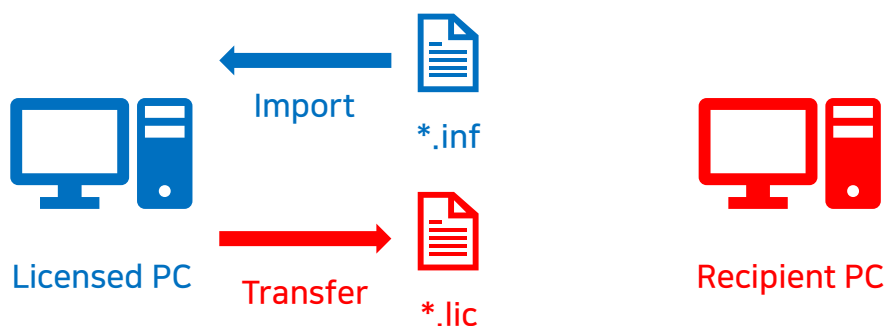 Import
*.inf
Licensed PC
Transfer
*.lic
Recipient PC